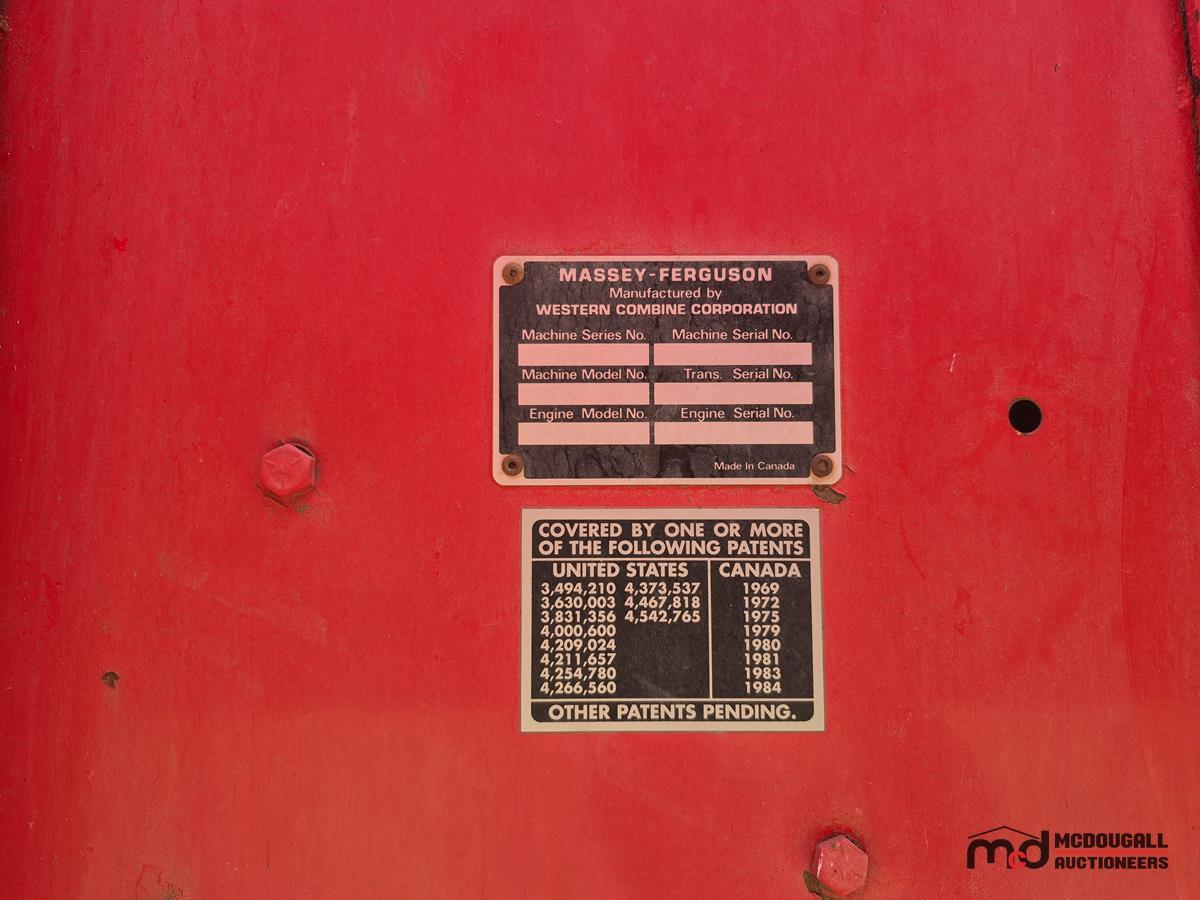 MASSEY-FERGUSON
Manufactured by
WESTERN COMBINE CORPORATION
Machine Series No. Machine Serial No.
Machine Model No. Trans. Serial No.
Engine Model No. Engine Serial No.
Made In Canada
COVERED BY ONE OR MORE
OF THE FOLLOWING PATENTS
UNITED STATES CANADA
3,494,210 4,373,537 1969
3,630,003 4,467,818 1972
3,831,356 4,542,765 1975
4,000,600 1979
4,209,024 1980
4,211,657 1981
4,254,780 1983
4,266,560 1984
OTHER PATENTS PENDING.
mcd MCDOUGALL
AUCTIONEERS